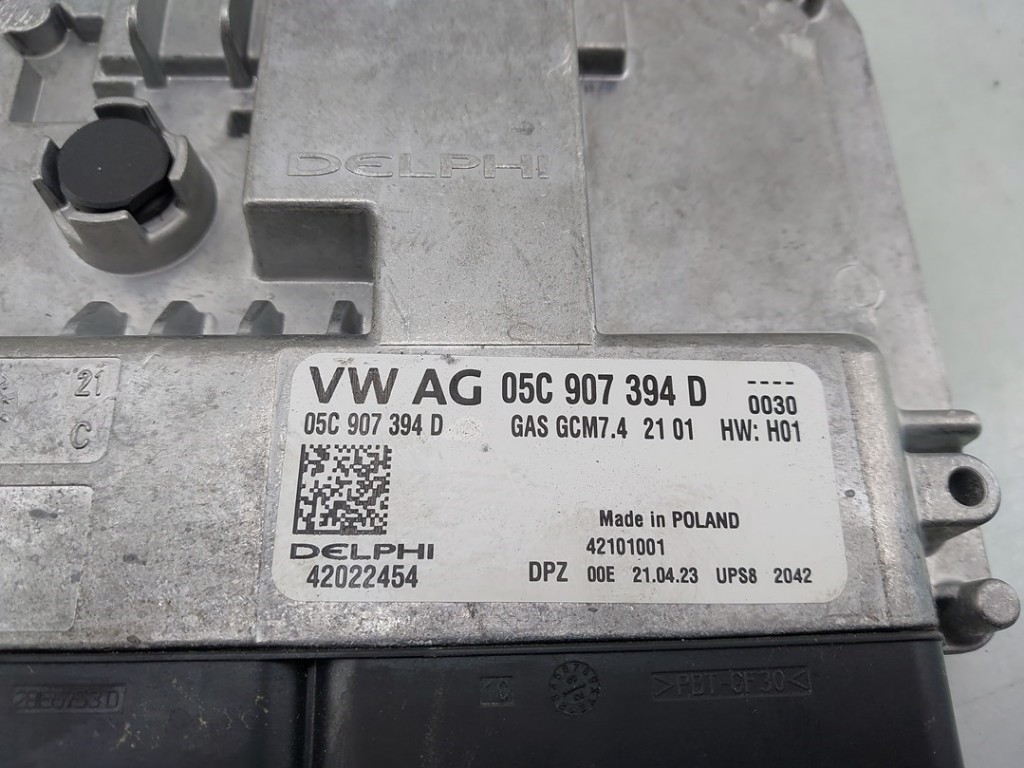 DELPHI
21
C
VW AG 05C 907 394 D ----
0030
05C 907 394 D GAS GCM7.4 21 01 HW: H01
Made in POLAND
DELPHI 42101001
42022454 DPZ 00E 21.04.23 UPS8 2042
>PBT-GF30<